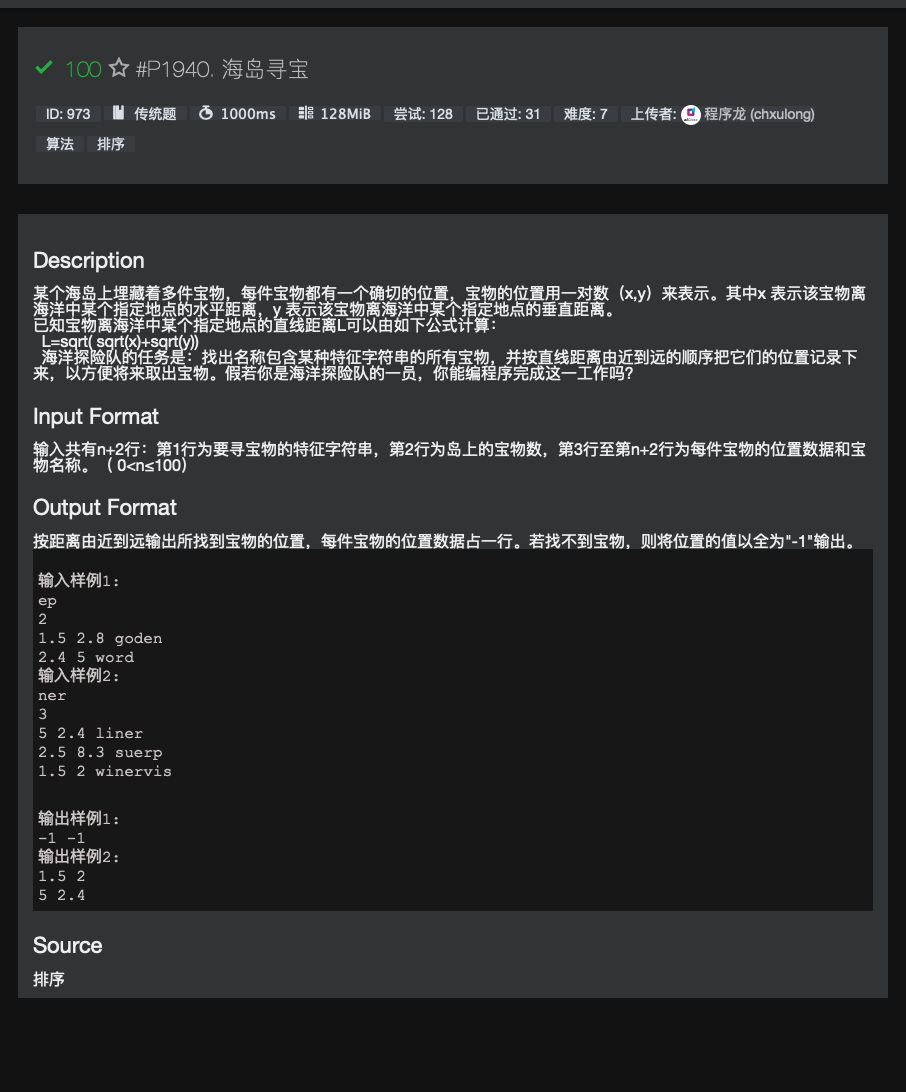 100 #P1940. 海岛寻宝
ID: 973 传统题 1000ms 128MiB 尝试: 128 已通过: 31 难度: 7 上传者: 程序龙 (chxulong)
算法 排序
Description
某个海岛上埋藏着多件宝物，每件宝物都有一个确切的位置，宝物的位置用一对数（x,y）来表示。其中x 表示该宝物离
海洋中某个指定地点的水平距离，y 表示该宝物离海洋中某个指定地点的垂直距离。
已知宝物离海洋中某个指定地点的直线距离L可以由如下公式计算：
L=sqrt( sqrt(x)+sqrt(y))
海洋探险队的任务是：找出名称包含某种特征字符串的所有宝物，并按直线距离由近到远的顺序把它们的位置记录下
来，以方便将来取出宝物。假若你是海洋探险队的一员，你能编程序完成这一工作吗？
Input Format
输入共有n+2行：第1行为要寻宝物的特征字符串，第2行为岛上的宝物数，第3行至第n+2行为每件宝物的位置数据和宝
物名称。（ 0<n≤100）
Output Format
按距离由近到远输出所找到宝物的位置，每件宝物的位置数据占一行。若找不到宝物，则将位置的值以全为"-1"输出。
输入样例1：
ep
2
1.5 2.8 goden
2.4 5 word
输入样例2：
ner
3
5 2.4 liner
2.5 8.3 suerp
1.5 2 winervis
输出样例1：
-1 -1
输出样例2：
1.5 2
5 2.4
Source
排序